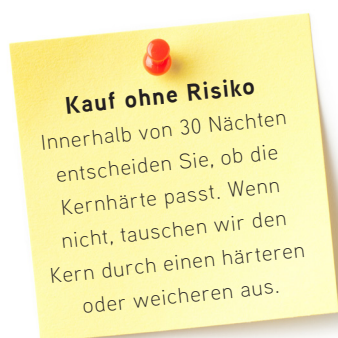 Kauf ohne Risiko
Innerhalb von 30 Nächten
entscheiden Sie, ob die
Kernhärte passt. Wenn
nicht, tauschen wir den
Kern durch einen härteren
oder weicheren aus.